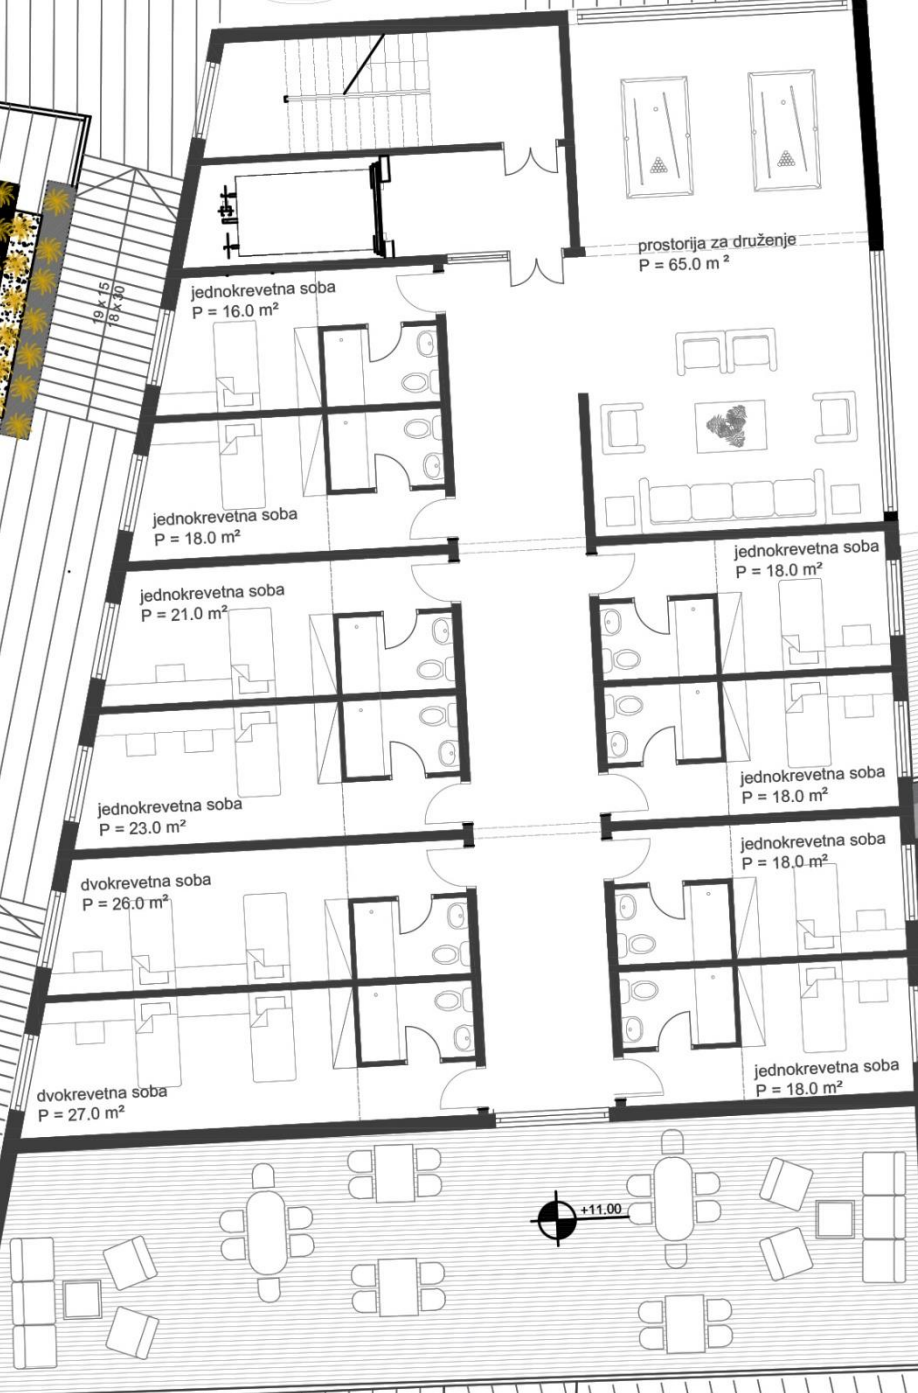 prostorija za druženje
P = 65.0 m²
jednokrevetna soba
P = 16.0 m²
19 x 15
18 x 30
jednokrevetna soba
P = 18.0 m²
jednokrevetna soba
P = 18.0 m²
jednokrevetna soba
P = 21.0 m²
jednokrevetna soba
P = 18.0 m²
jednokrevetna soba
P = 23.0 m²
jednokrevetna soba
P = 18.0 m²
dvokrevetna soba
P = 26.0 m²
jednokrevetna soba
P = 18.0 m²
dvokrevetna soba
P = 27.0 m²
+11.00